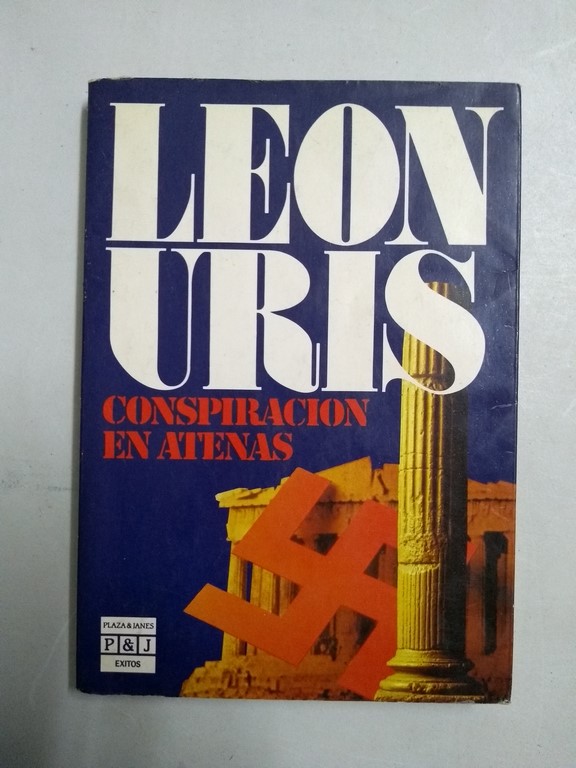 LEON
URIS
CONSPIRACION
EN ATENAS
PLAZA & JANES
P & J
EXITOS